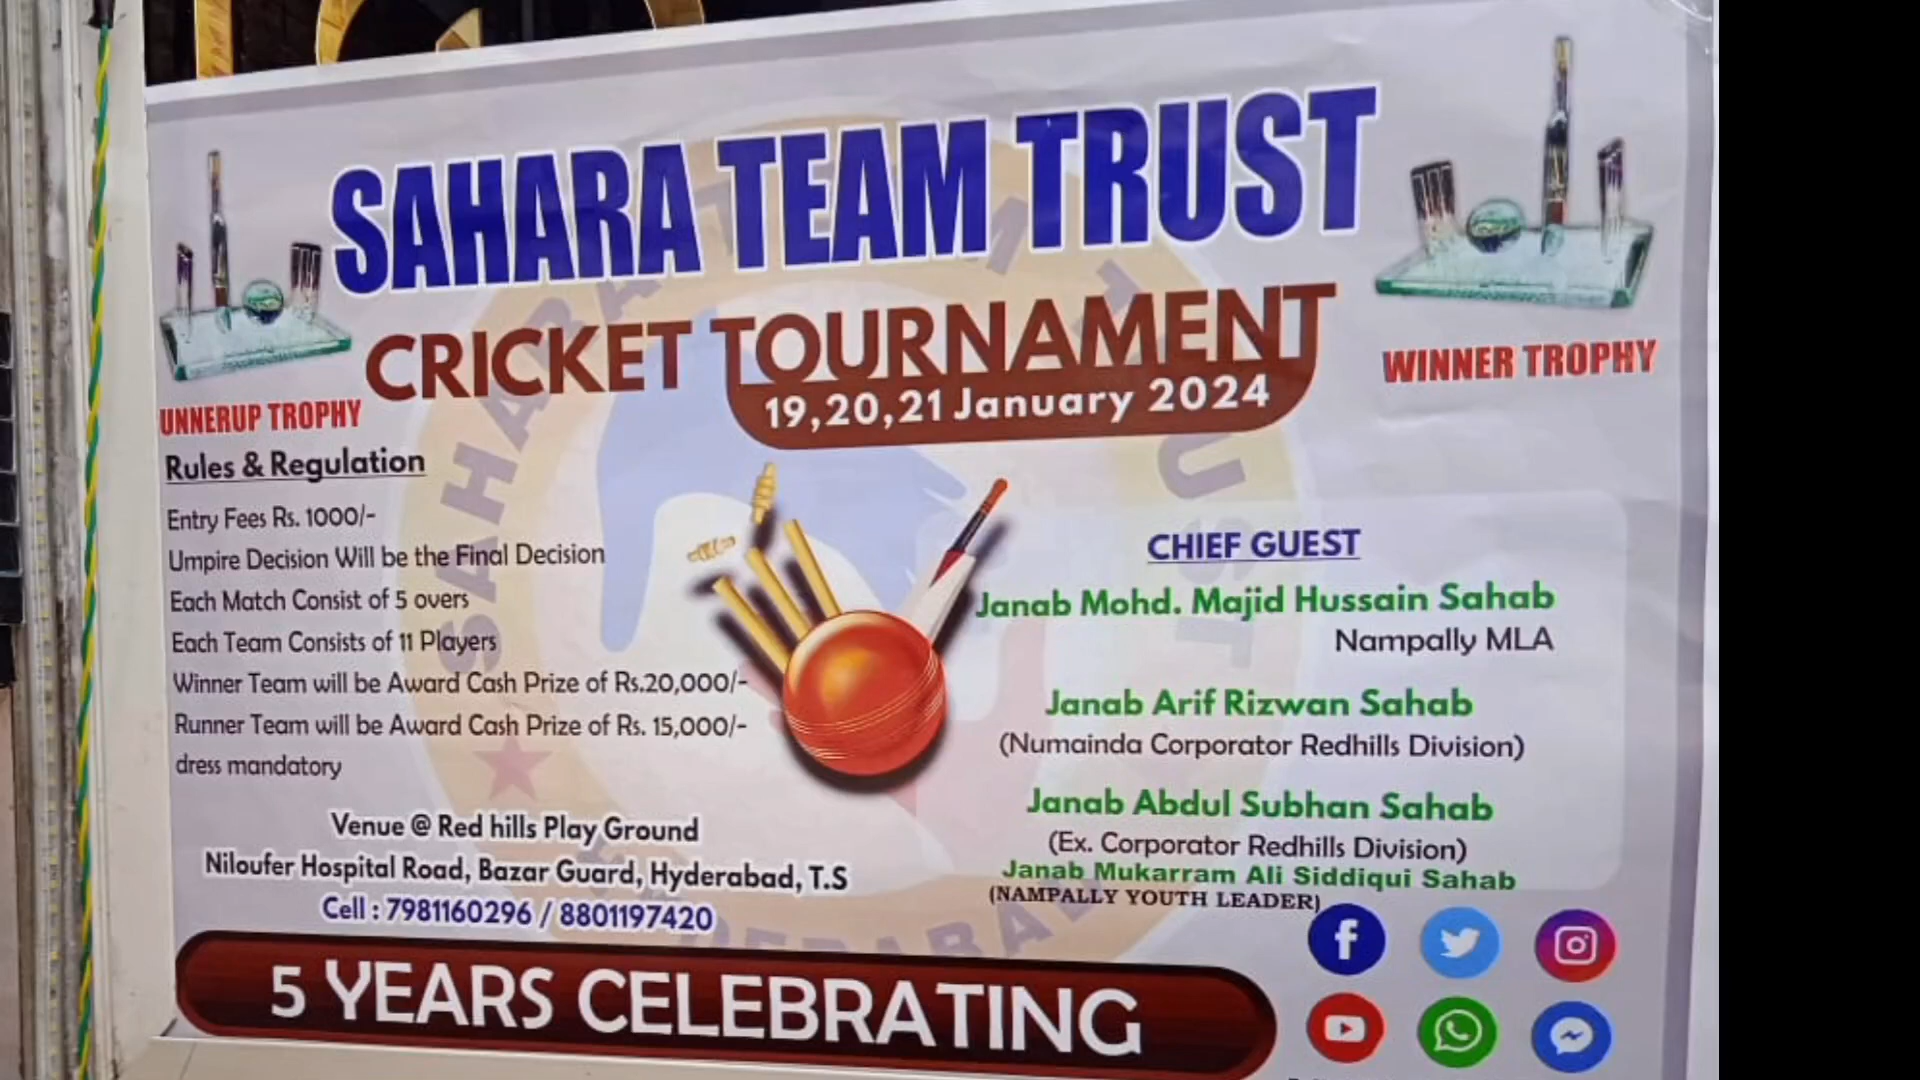 SAHARA TEAM TRUST
CRICKET TOURNAMENT
19,20,21 January 2024
UNNERUP TROPHY
WINNER TROPHY
Rules & Regulation
Entry Fees Rs. 1000/-
Umpire Decision Will be the Final Decision
Each Match Consist of 5 overs
Each Team Consists of 11 Players
Winner Team will be Award Cash Prize of Rs.20,000/-
Runner Team will be Award Cash Prize of Rs. 15,000/-
dress mandatory
Venue @ Red hills Play Ground
Niloufer Hospital Road, Bazar Guard, Hyderabad, T.S
Cell : 7981160296 / 8801197420
CHIEF GUEST
Janab Mohd. Majid Hussain Sahab
Nampally MLA
Janab Arif Rizwan Sahab
(Numainda Corporator Redhills Division)
Janab Abdul Subhan Sahab
(Ex. Corporator Redhills Division)
Janab Mukarram Ali Siddiqui Sahab
(NAMPALLY YOUTH LEADER)
5 YEARS CELEBRATING